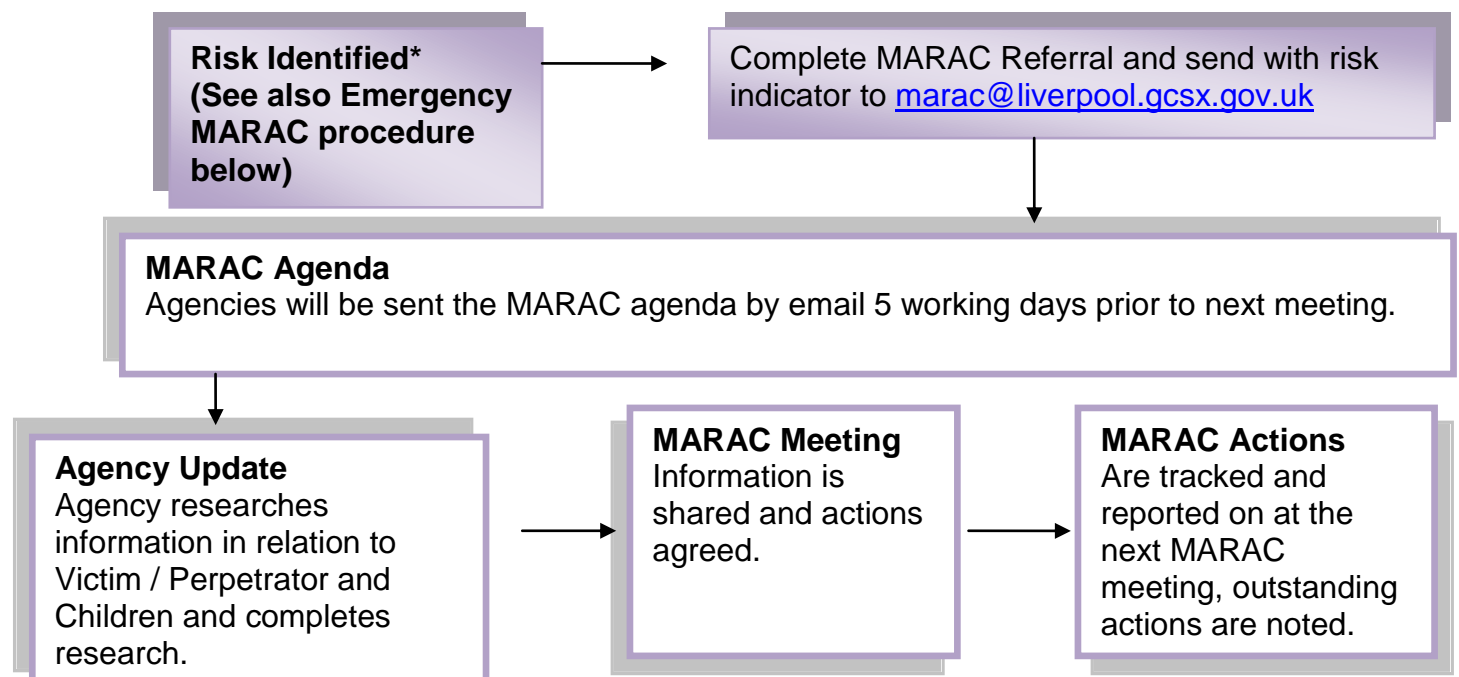 Risk Identified*
(See also Emergency
MARAC procedure
below)
Complete MARAC Referral and send with risk
indicator to marac@liverpool.gcsx.gov.uk
MARAC Agenda
Agencies will be sent the MARAC agenda by email 5 working days prior to next meeting.
Agency Update
Agency researches
information in relation to
Victim / Perpetrator and
Children and completes
research.
MARAC Meeting
Information is
shared and actions
agreed.
MARAC Actions
Are tracked and
reported on at the
next MARAC
meeting, outstanding
actions are noted.